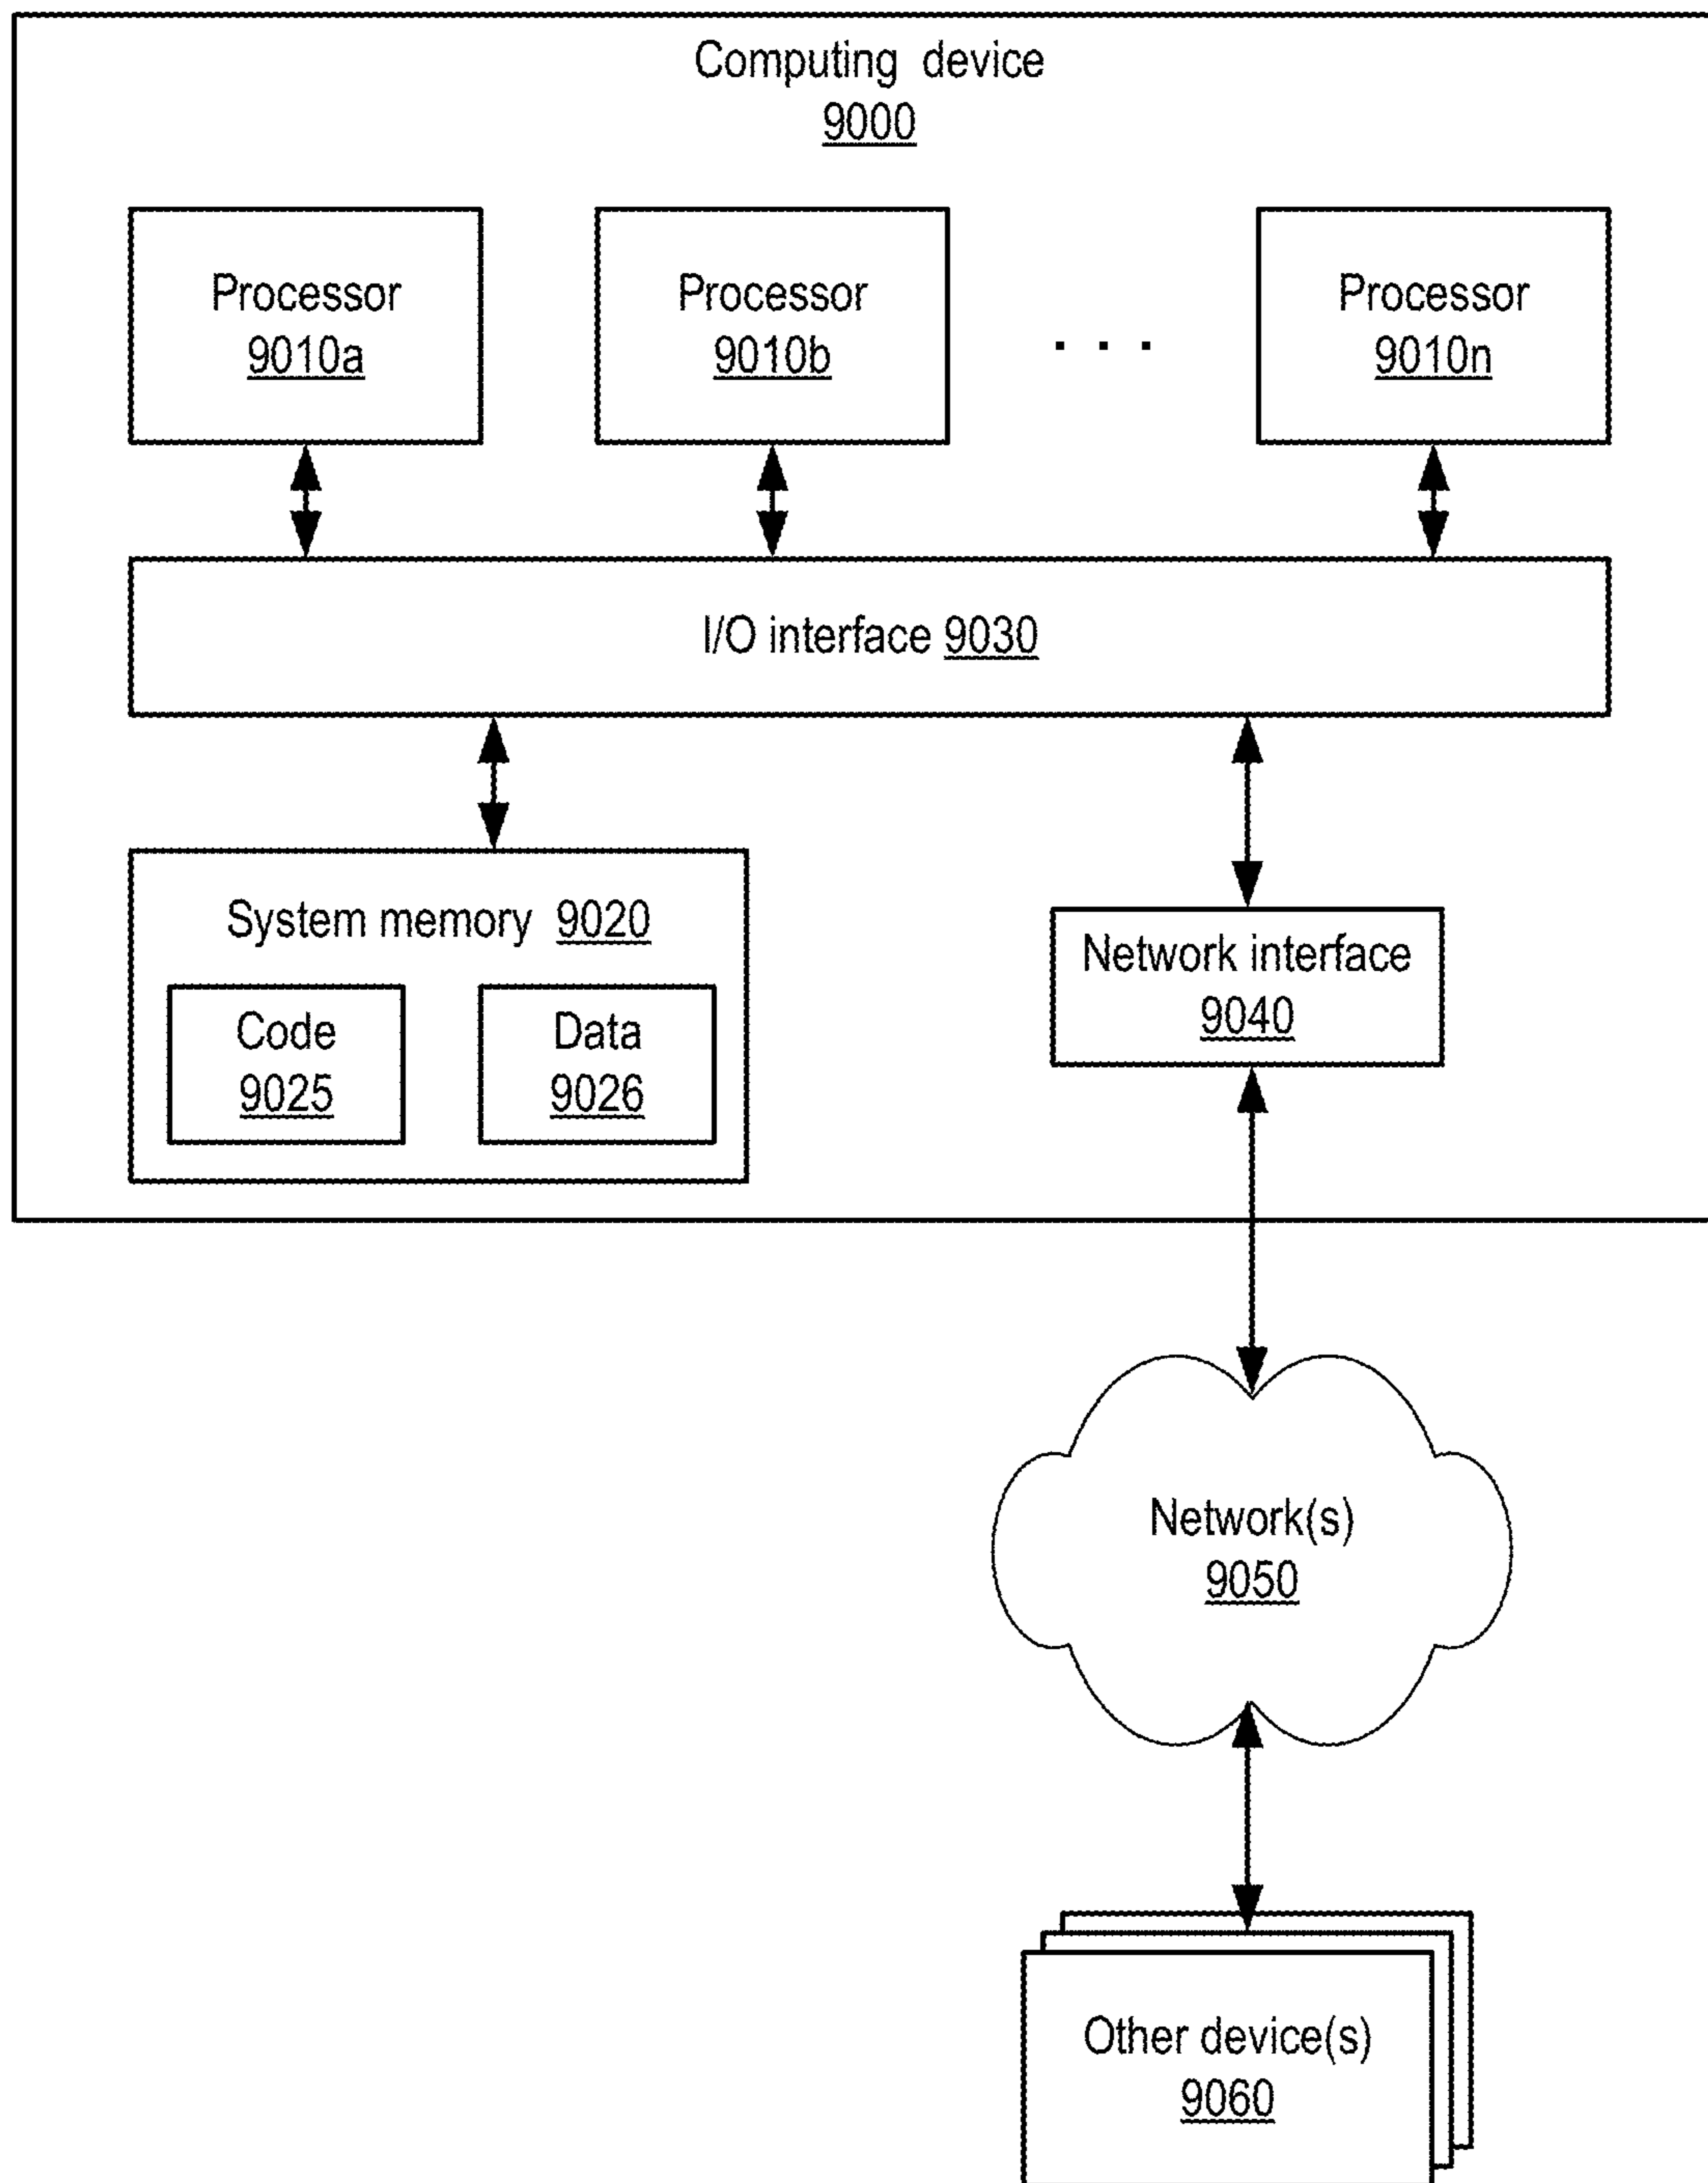 Computing device
9000
Processor
9010a
Processor
9010b
. . .
Processor
9010n
I/O interface 9030
System memory 9020
Code
9025
Data
9026
Network interface
9040
Network(s)
9050
Other device(s)
9060